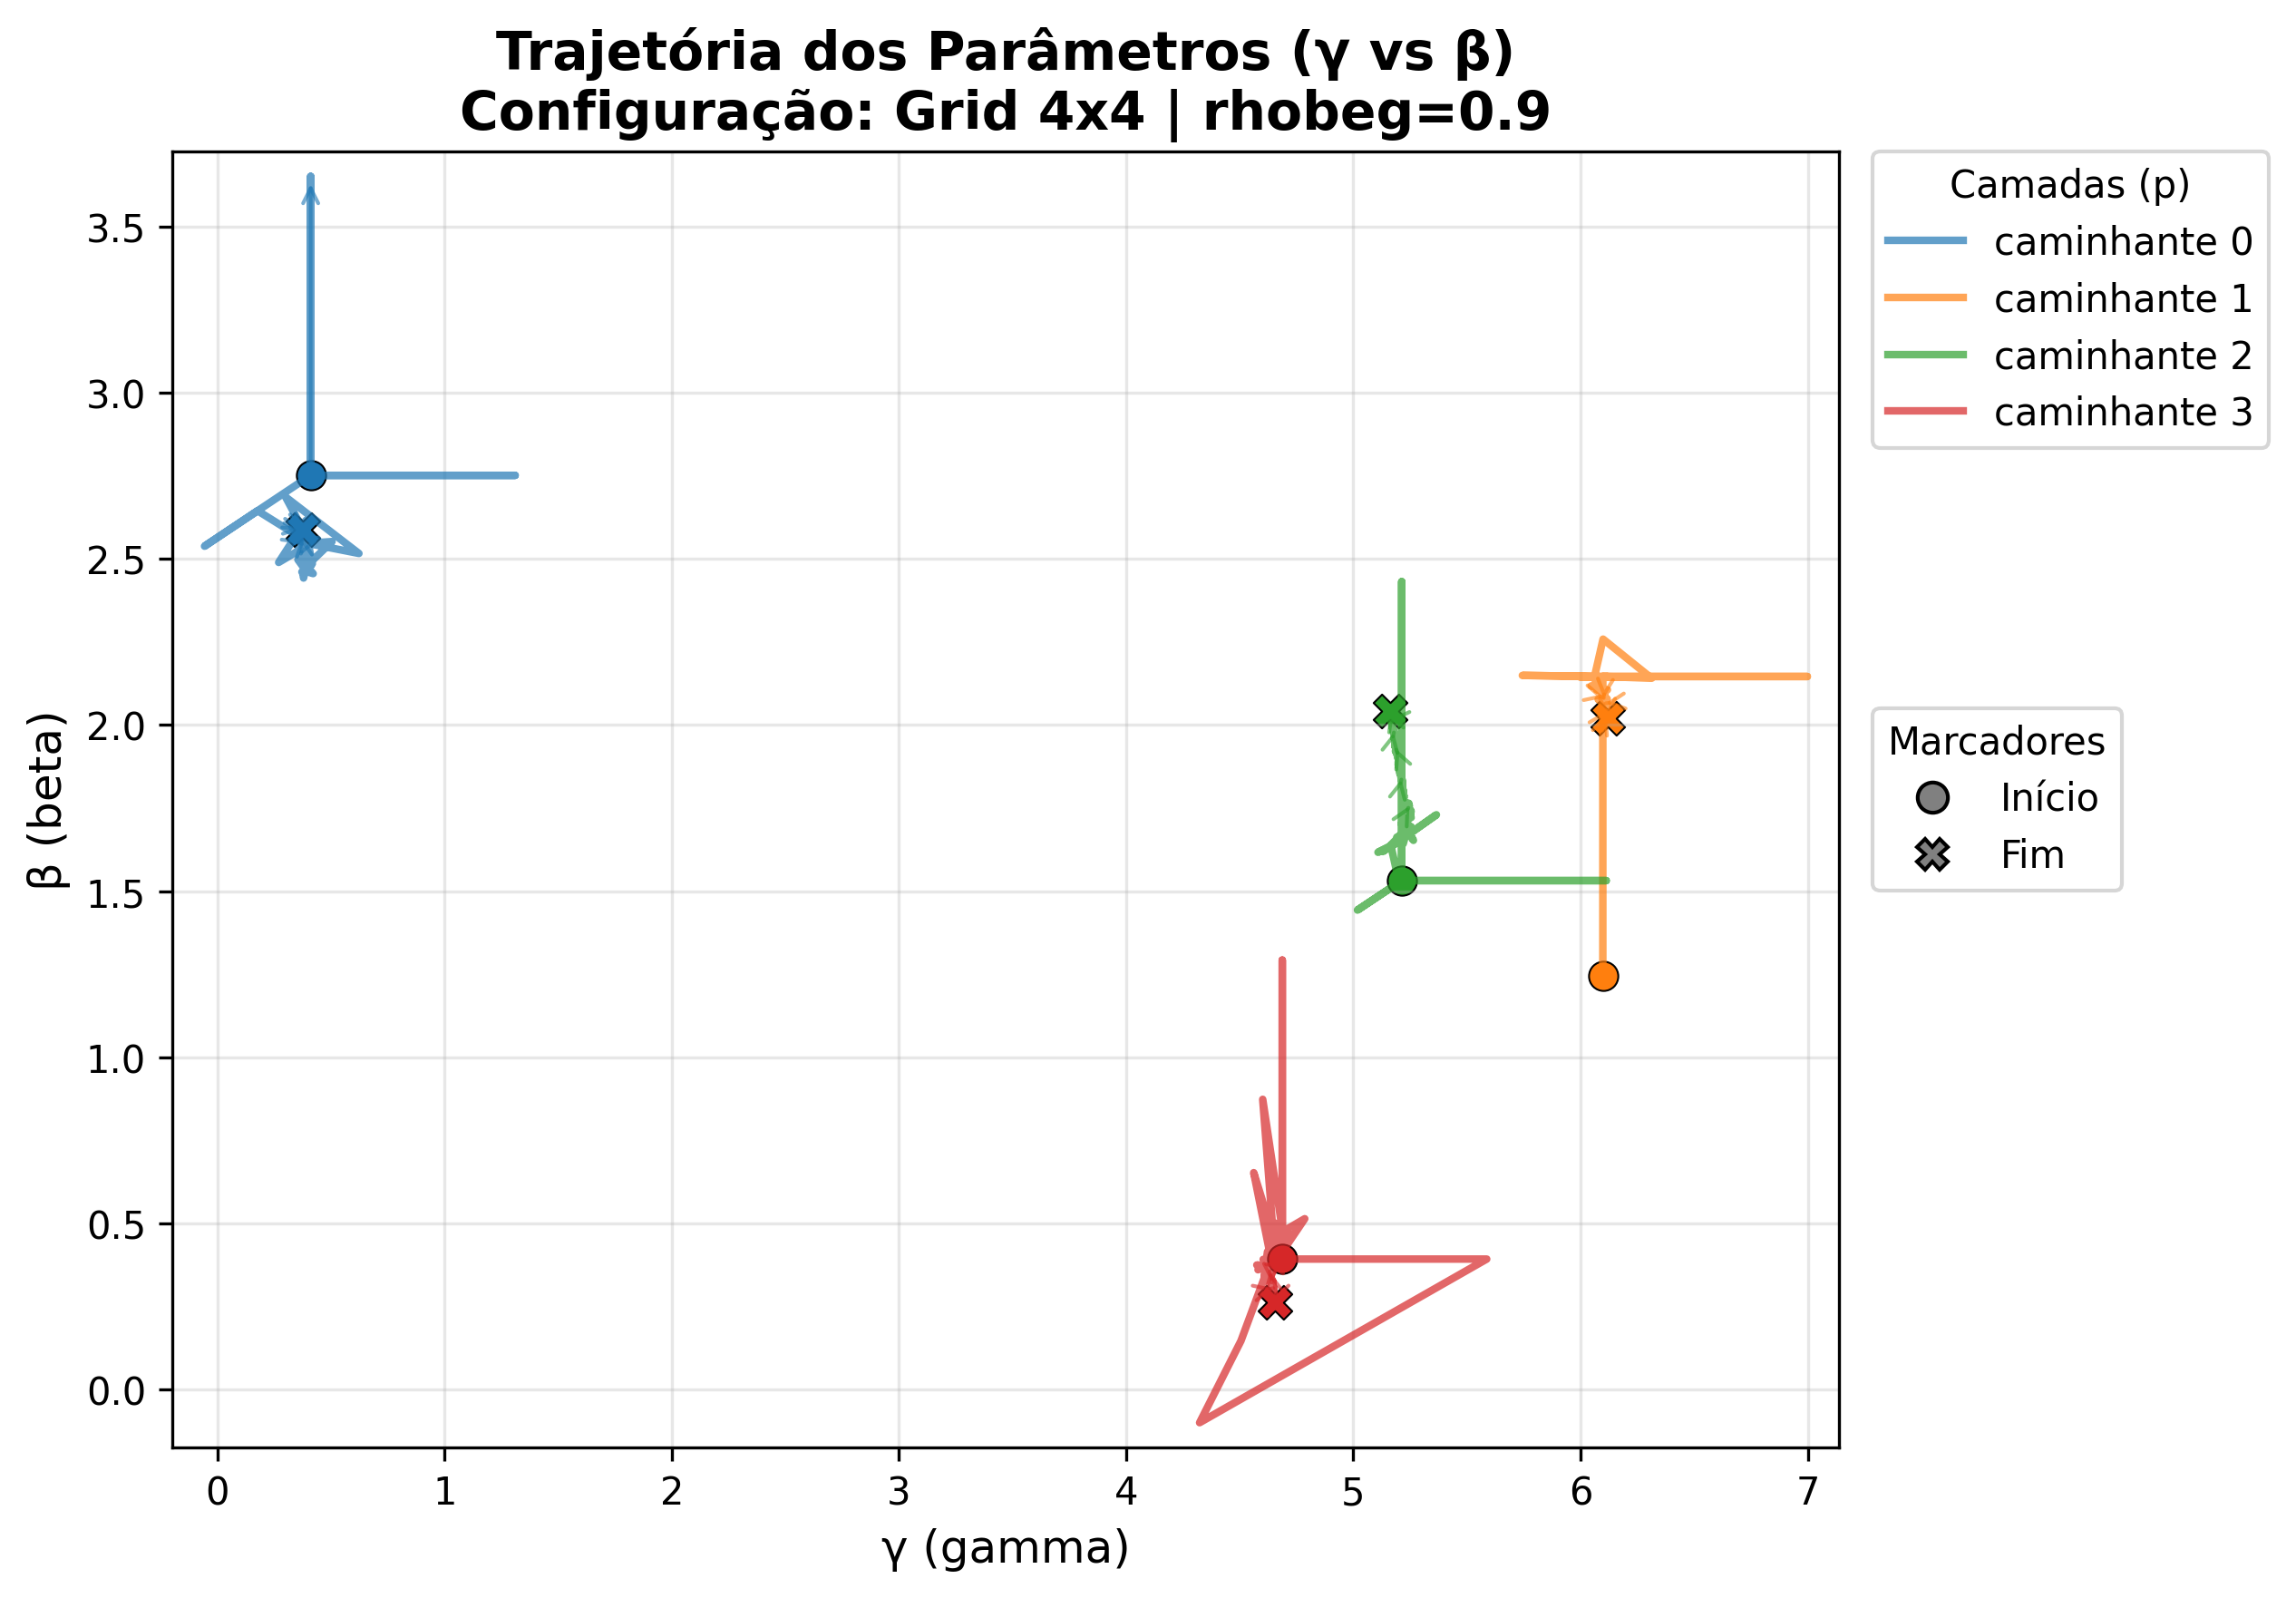 Trajetória dos Parâmetros (γ vs β)
Configuração: Grid 4x4 | rhobeg=0.9
Camadas (p)
caminhante 0
caminhante 1
caminhante 2
caminhante 3
Marcadores
Início
Fim
β (beta)
3.5
3.0
2.5
2.0
1.5
1.0
0.5
0.0
0 1 2 3 4 5 6 7
γ (gamma)